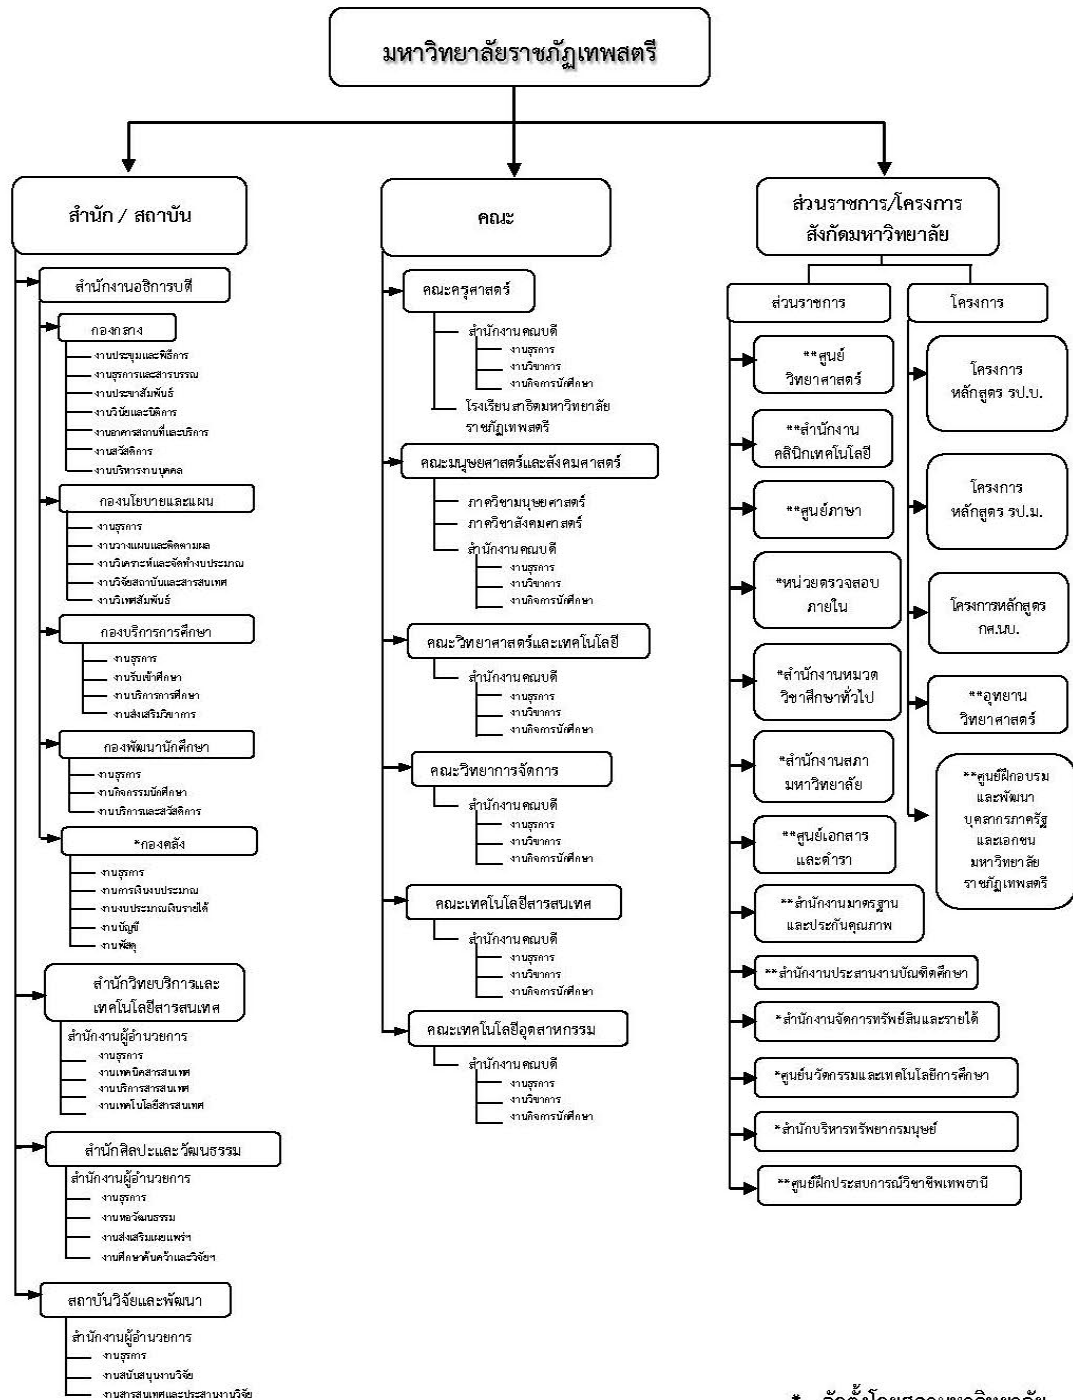 มหาวิทยาลัยราชภัฏเทพสตรี
สำนัก / สถาบัน
สำนักงานอธิการบดี
กองกลาง
งานประชุมและพิธีการ
งานธุรการและสารบรรณ
งานประชาสัมพันธ์
งานวินัยและนิติการ
งานอาคารสถานที่และบริการ
งานสวัสดิการ
งานบริหารงานบุคคล
กองนโยบายและแผน
งานธุรการ
งานวางแผนและติดตามผล
งานวิเคราะห์และจัดทำงบประมาณ
งานวิจัยสถาบันและสารสนเทศ
งานวิเทศสัมพันธ์
กองบริการการศึกษา
งานธุรการ
งานรับเข้าศึกษา
งานบริการการศึกษา
งานส่งเสริมวิชาการ
กองพัฒนานักศึกษา
งานธุรการ
งานกิจกรรมนักศึกษา
งานบริการและสวัสดิการ
*กองคลัง
งานธุรการ
งานการเงินงบประมาณ
งานงบประมาณเงินรายได้
งานบัญชี
งานพัสดุ
สำนักวิทยบริการและ
เทคโนโลยีสารสนเทศ
สำนักงานผู้อำนวยการ
งานธุรการ
งานเทคนิคสารสนเทศ
งานบริการสารสนเทศ
งานเทคโนโลยีสารสนเทศ
สำนักศิลปะและวัฒนธรรม
สำนักงานผู้อำนวยการ
งานธุรการ
งานหอวัฒนธรรม
งานส่งเสริมเผยแพร่ฯ
งานศึกษาค้นคว้าและวิจัยฯ
สถาบันวิจัยและพัฒนา
สำนักงานผู้อำนวยการ
งานธุรการ
งานสนับสนุนงานวิจัย
งานสารสนเทศและประสานงานวิจัย
คณะ
คณะครุศาสตร์
สำนักงานคณบดี
งานธุรการ
งานวิชาการ
งานกิจการนักศึกษา
โรงเรียนสาธิตมหาวิทยาลัย
ราชภัฏเทพสตรี
คณะมนุษยศาสตร์และสังคมศาสตร์
ภาควิชามนุษยศาสตร์
ภาควิชาสังคมศาสตร์
สำนักงานคณบดี
งานธุรการ
งานวิชาการ
งานกิจการนักศึกษา
คณะวิทยาศาสตร์และเทคโนโลยี
สำนักงานคณบดี
งานธุรการ
งานวิชาการ
งานกิจการนักศึกษา
คณะวิทยาการจัดการ
สำนักงานคณบดี
งานธุรการ
งานวิชาการ
งานกิจการนักศึกษา
คณะเทคโนโลยีสารสนเทศ
สำนักงานคณบดี
งานธุรการ
งานวิชาการ
งานกิจการนักศึกษา
คณะเทคโนโลยีอุตสาหกรรม
สำนักงานคณบดี
งานธุรการ
งานวิชาการ
งานกิจการนักศึกษา
ส่วนราชการ/โครงการ
สังกัดมหาวิทยาลัย
ส่วนราชการ
**ศูนย์
วิทยาศาสตร์
**สำนักงาน
คลินิกเทคโนโลยี
**ศูนย์ภาษา
*หน่วยตรวจสอบ
ภายใน
*สำนักงานหมวด
วิชาศึกษาทั่วไป
*สำนักงานสภา
มหาวิทยาลัย
**ศูนย์เอกสาร
และตำรา
**สำนักงานมาตรฐาน
และประกันคุณภาพ
**สำนักงานประสานงานบัณฑิตศึกษา
*สำนักงานจัดการทรัพย์สินและรายได้
*ศูนย์นวัตกรรมและเทคโนโลยีการศึกษา
*สำนักบริหารทรัพยากรมนุษย์
**ศูนย์ฝึกประสบการณ์วิชาชีพเทพธานี
โครงการ
โครงการ
หลักสูตร รป.บ.
โครงการ
หลักสูตร รป.ม.
โครงการหลักสูตร
กศ.นบ.
**อุทยาน
วิทยาศาสตร์
**ศูนย์ฝึกอบรม
และพัฒนา
บุคลากรภาครัฐ
และเอกชน
มหาวิทยาลัย
ราชภัฏเทพสตรี
* จัดตั้งโดยสภามหาวิทยาลัย